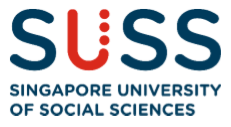 SUSS
SINGAPORE UNIVERSITY
OF SOCIAL SCIENCES